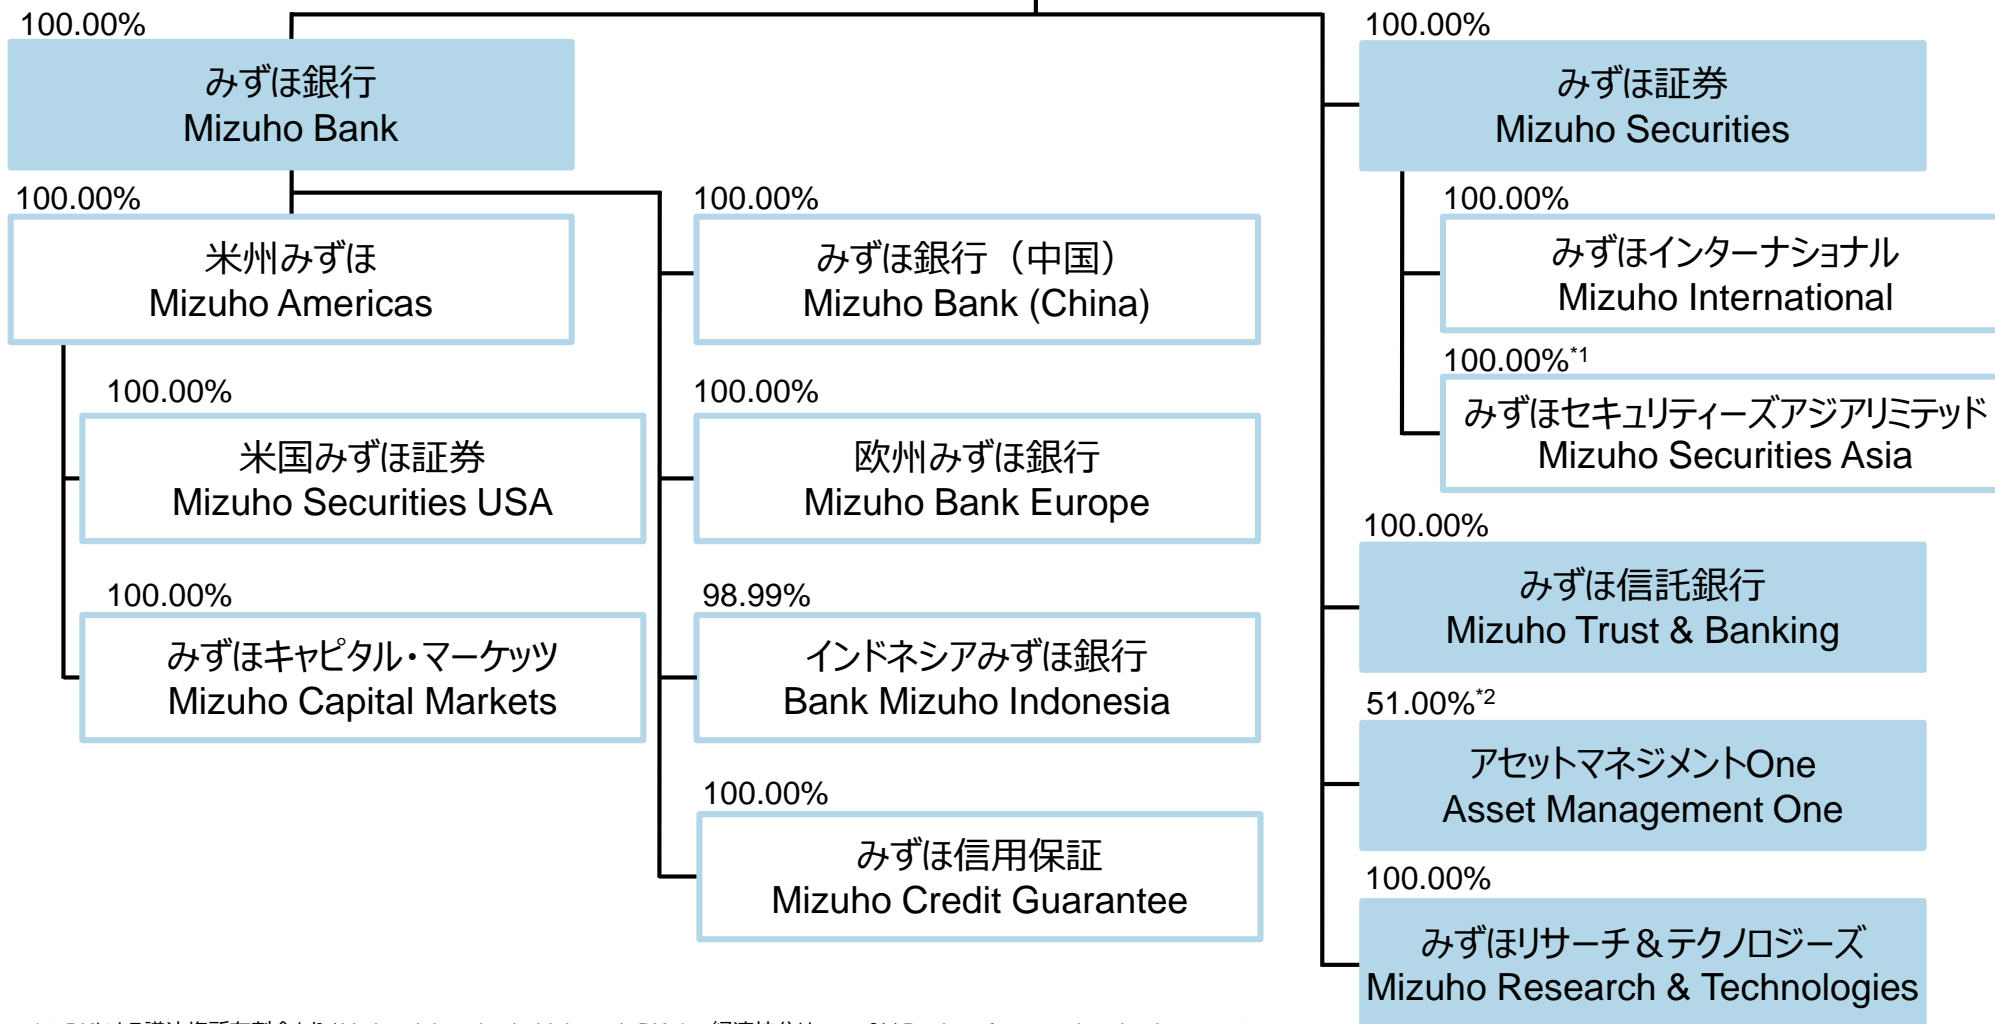 100.00%
みずほ銀行
Mizuho Bank
100.00%
米州みずほ
Mizuho Americas
100.00%
米国みずほ証券
Mizuho Securities USA
100.00%
みずほキャピタル・マーケッツ
Mizuho Capital Markets
100.00%
みずほ銀行（中国）
Mizuho Bank (China)
100.00%
欧州みずほ銀行
Mizuho Bank Europe
98.99%
インドネシアみずほ銀行
Bank Mizuho Indonesia
100.00%
みずほ信用保証
Mizuho Credit Guarantee
100.00%
みずほ証券
Mizuho Securities
100.00%
みずほインターナショナル
Mizuho International
100.00%*1
みずほセキュリティーズアジアリミテッド
Mizuho Securities Asia
100.00%
みずほ信託銀行
Mizuho Trust & Banking
51.00%*2
アセットマネジメントOne
Asset Management One
100.00%
みずほリサーチ＆テクノロジーズ
Mizuho Research & Technologies